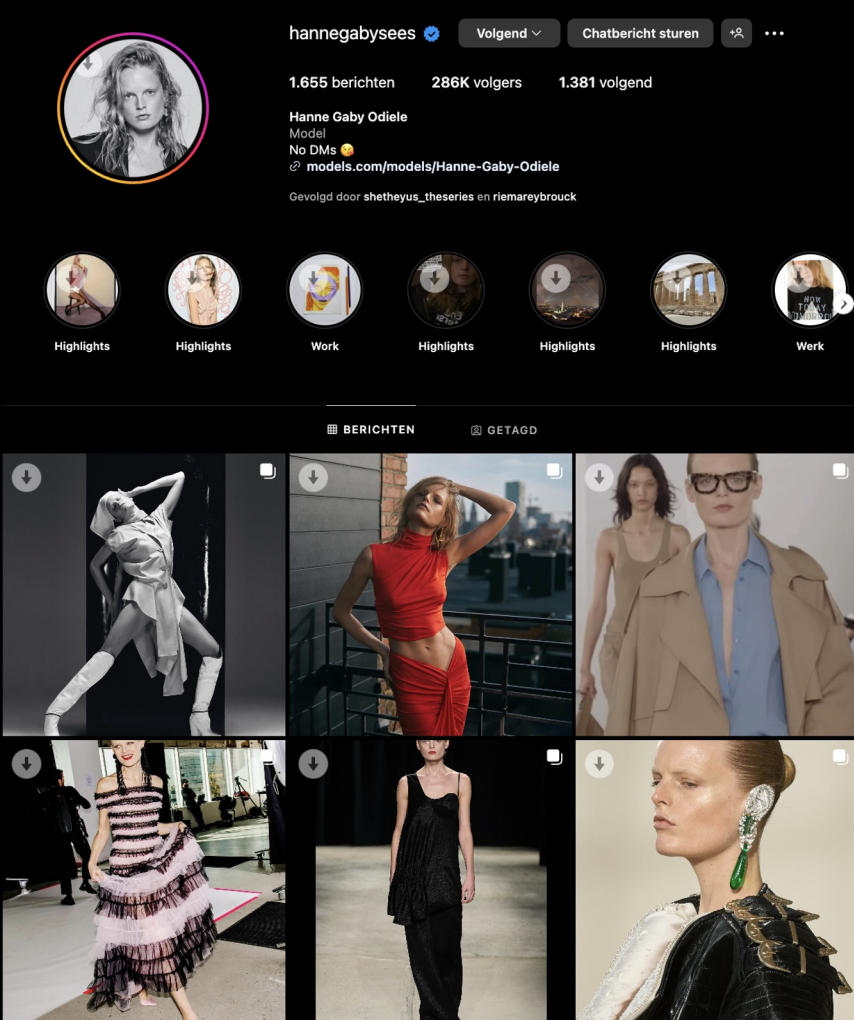 hannegabysees
Volgend
Chatbericht sturen
1.655 berichten 286K volgers 1.381 volgend
Hanne Gaby Odiele
Model
No DMs 😘
models.com/models/Hanne-Gaby-Odiele
Gevolgd door shetheyus_theseries en riemareybrouck
HOW
TODAY
Highlights
Highlights
Work
Highlights
Highlights
Highlights
Werk
BERICHTEN
GETAGD